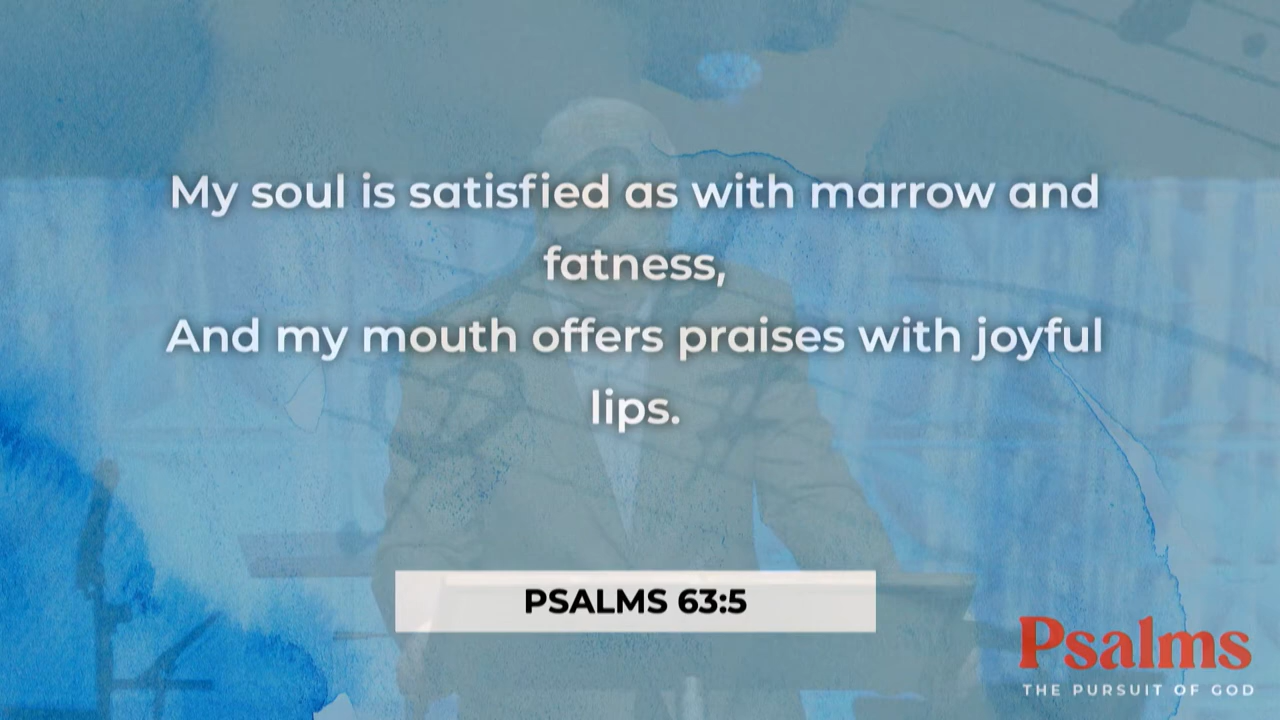 My soul is satisfied as with marrow and
fatness,
And my mouth offers praises with joyful
lips.
PSALMS 63:5
Psalms
THE PURSUIT OF GOD